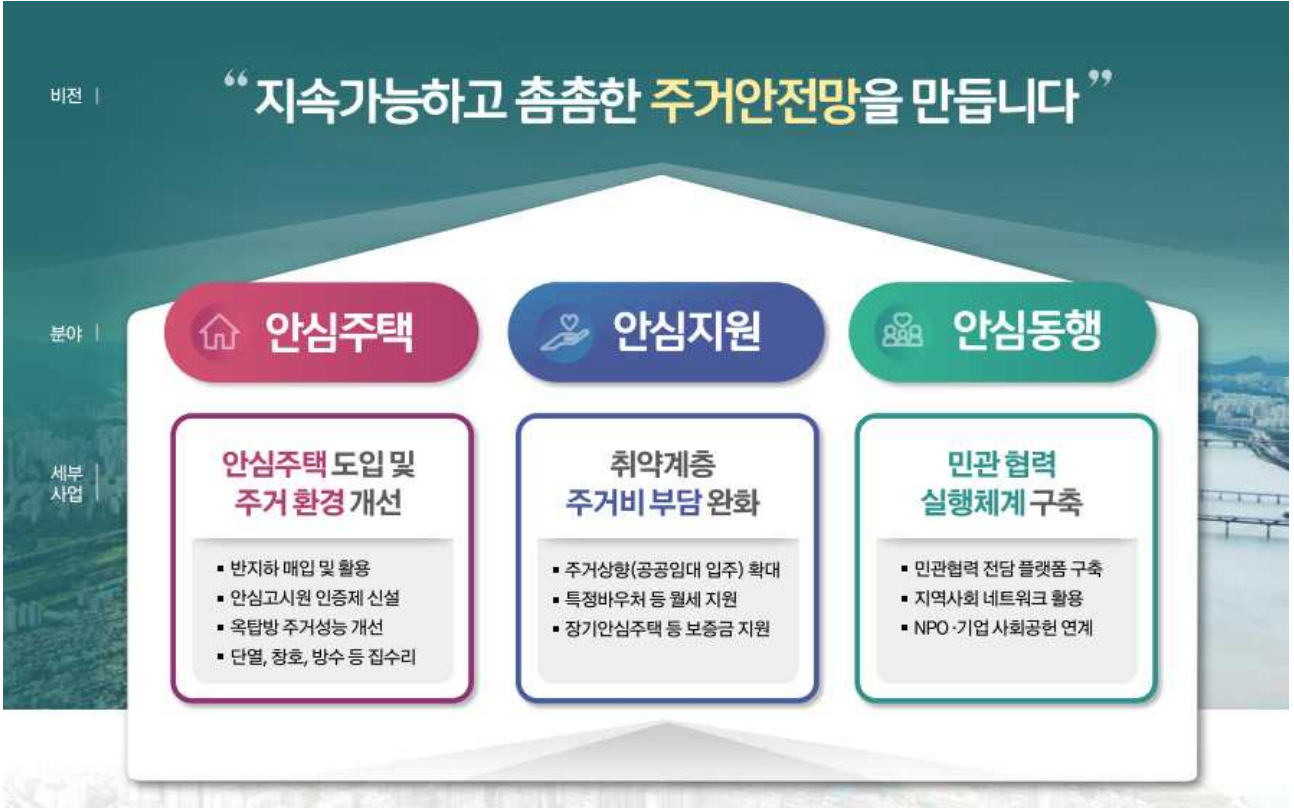 비전
“지속가능하고 촘촘한 주거안전망을 만듭니다”
분야
안심주택
안심지원
안심동행
세부
사업
안심주택 도입 및
주거 환경 개선
▪ 반지하 매입 및 활용
▪ 안심고시원 인증제 신설
▪ 옥탑방 주거성능 개선
▪ 단열, 창호, 방수 등 집수리
취약계층
주거비 부담 완화
▪ 주거상향(공공임대 입주) 확대
▪ 특정바우처 등 월세 지원
▪ 장기안심주택 등 보증금 지원
민관 협력
실행체계 구축
▪ 민관협력 전담 플랫폼 구축
▪ 지역사회 네트워크 활용
▪ NPO·기업 사회공헌 연계